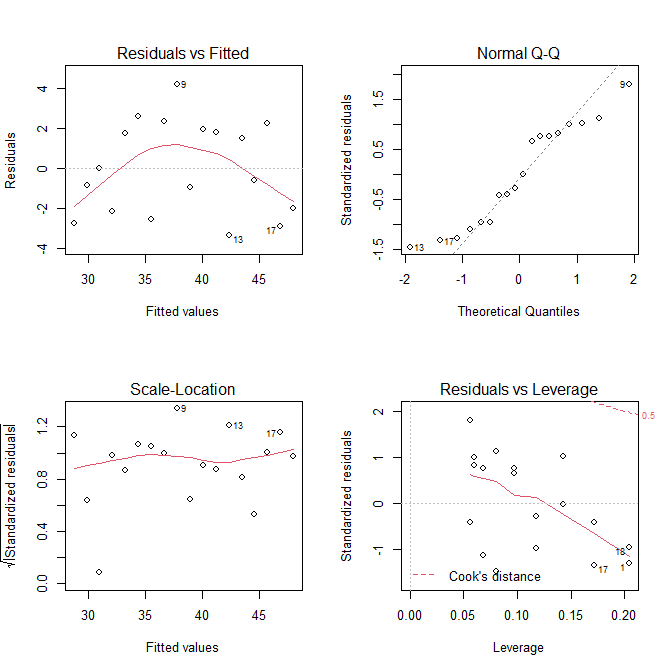 Residuals vs Fitted
Residuals
4
2
0
-2
-4
9
17
13
30 35 40 45
Fitted values
Normal Q-Q
Standardized residuals
1.5
0.5
-0.5
-1.5
9
13
17
-2 -1 0 1 2
Theoretical Quantiles
Scale-Location
√|Standardized residuals|
1.2
0.8
0.4
0.0
9
13
17
30 35 40 45
Fitted values
Residuals vs Leverage
Standardized residuals
2
1
0
-1
0.5
18
17
1
Cook's distance
0.00 0.05 0.10 0.15 0.20
Leverage